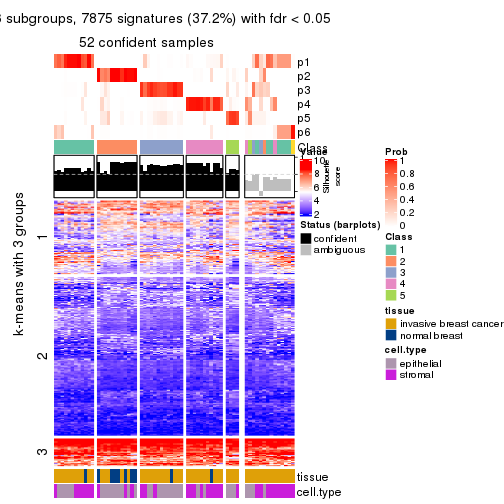 6 subgroups, 7875 signatures (37.2%) with fdr < 0.05
52 confident samples
p1
p2
p3
p4
p5
p6
Class
Silhouette
score
k-means with 3 groups
1
2
3
tissue
cell.type
Value
10
8
6
4
2
Status (barplots)
confident
ambiguous
Prob
1
0.8
0.6
0.4
0.2
0
Class
1
2
3
4
5
tissue
invasive breast cancer
normal breast
cell.type
epithelial
stromal